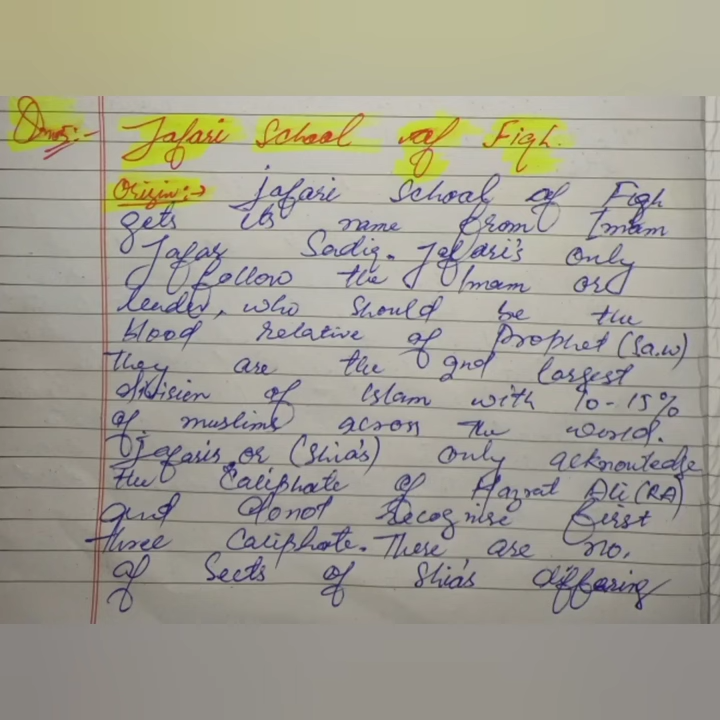 Ans:- Jafari School of Fiqh.
Origin:→ Jafari School of Fiqh
gets its name from Imam
Jafar Sadiq. Jafari's only
follow the Imam or
leader, who should be the
blood relative of Prophet (S.a.w)
They are the 2nd largest
division of Islam with 10-15%
of muslims across the world.
Jafaris or (Shia's) only acknowledge
the Caliphate of Hazrat Ali (RA)
and donot recognise first
three Caliphate. There are no.
of Sects of Shia's differing